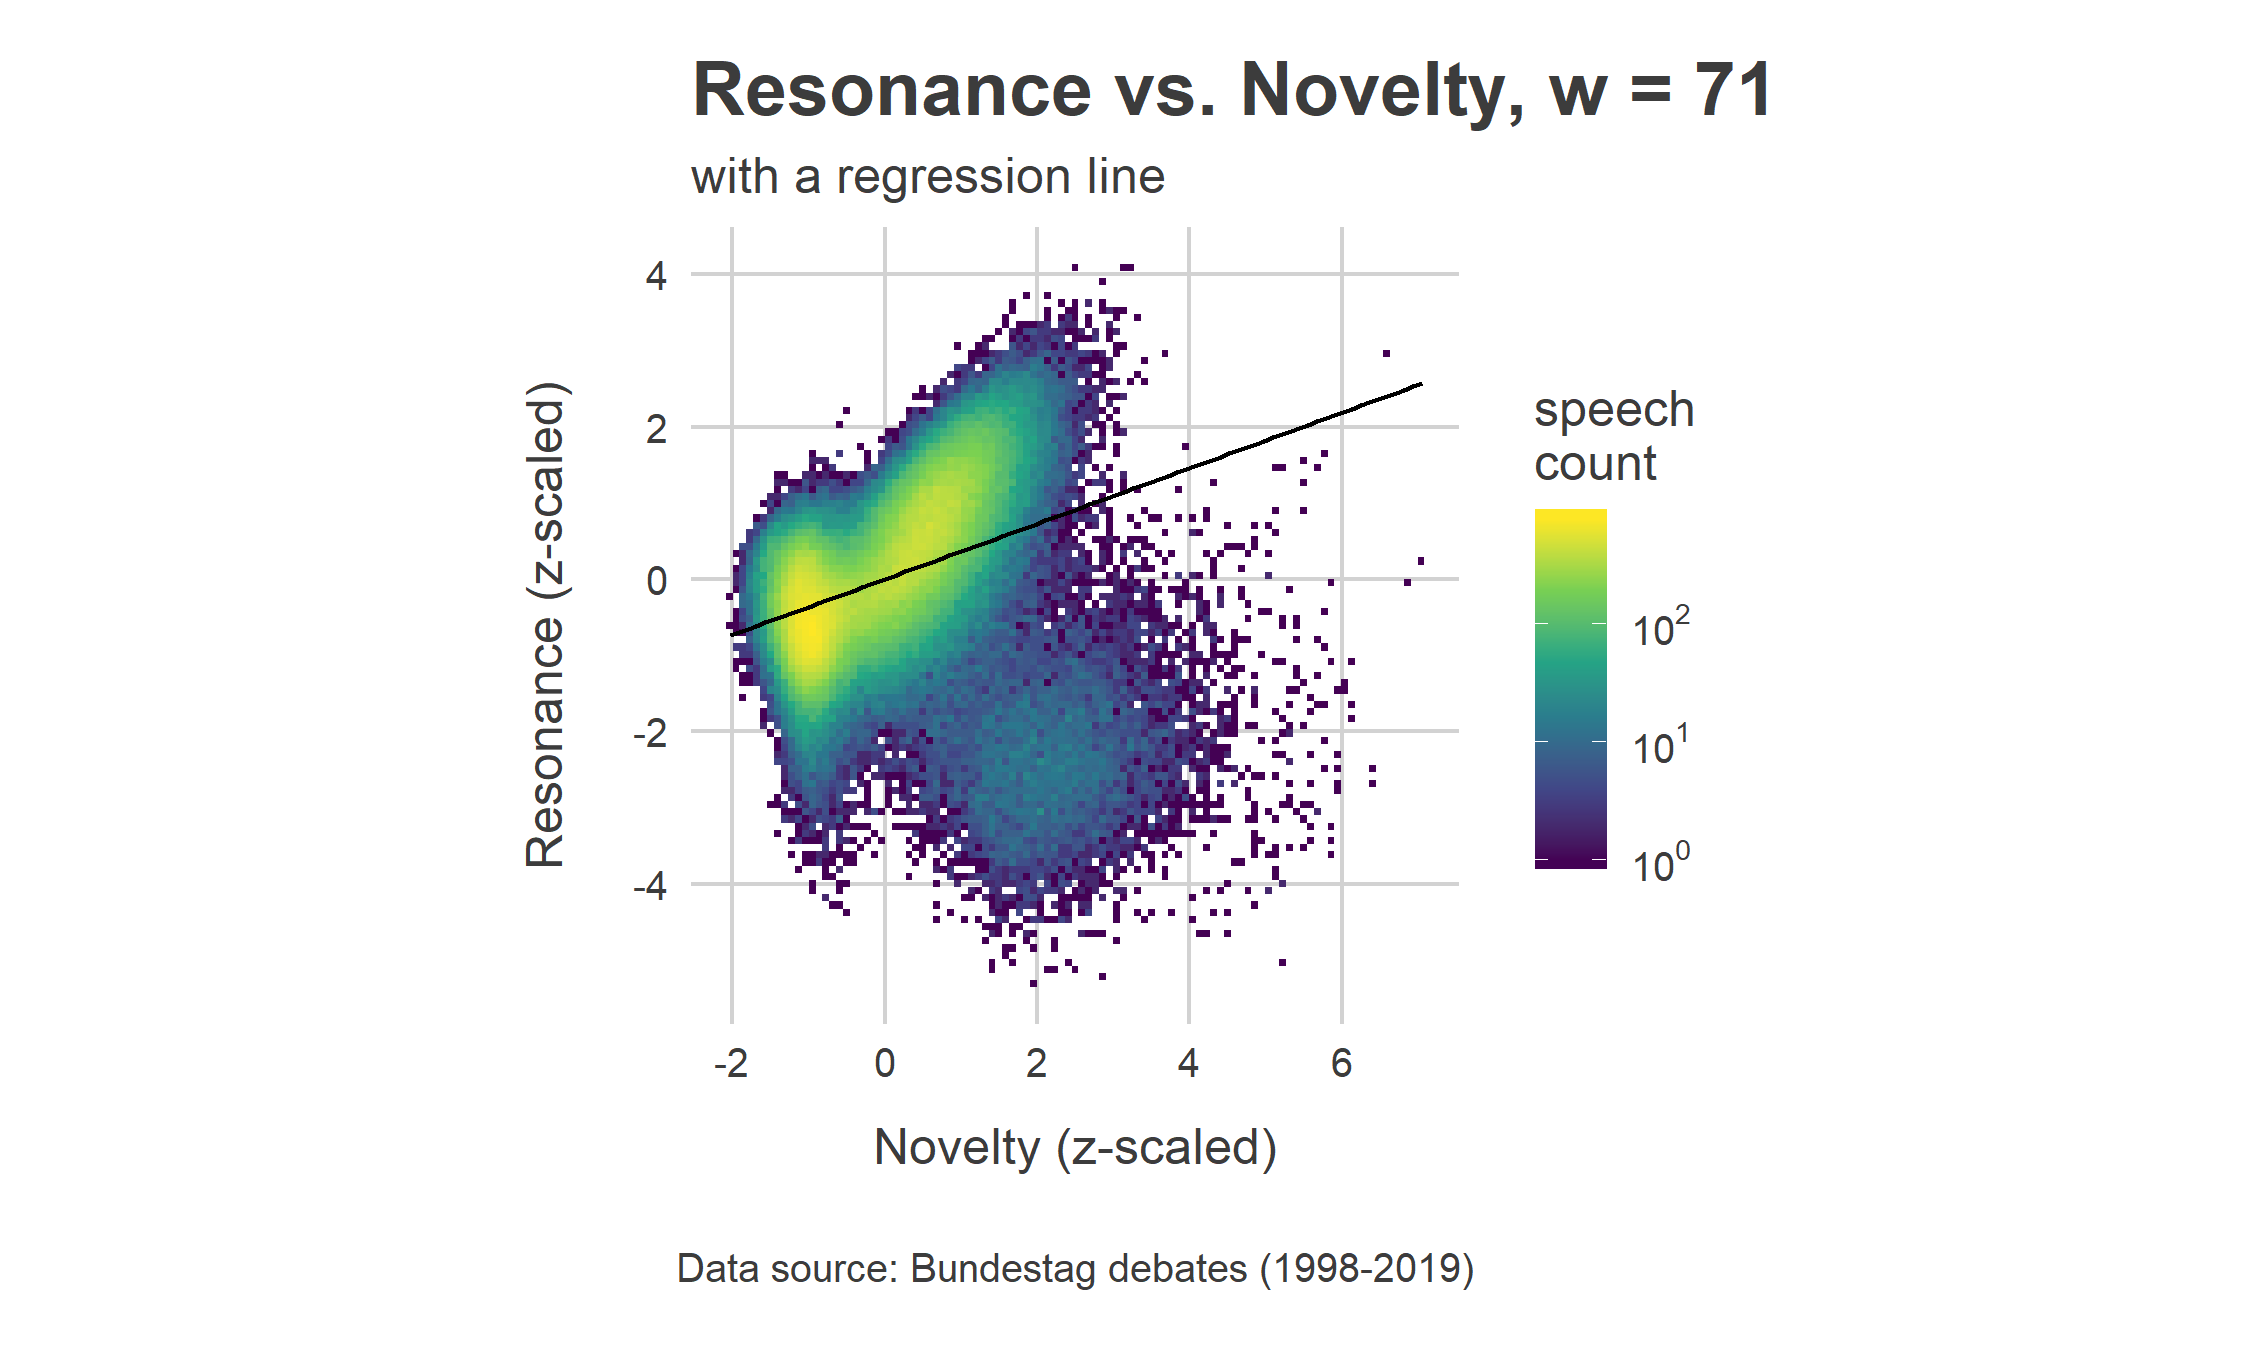 Resonance vs. Novelty, w = 71
with a regression line
Resonance (z-scaled)
4
2
0
-2
-4
-2 0 2 4 6
Novelty (z-scaled)
speech
count
10²
10¹
10⁰
Data source: Bundestag debates (1998-2019)